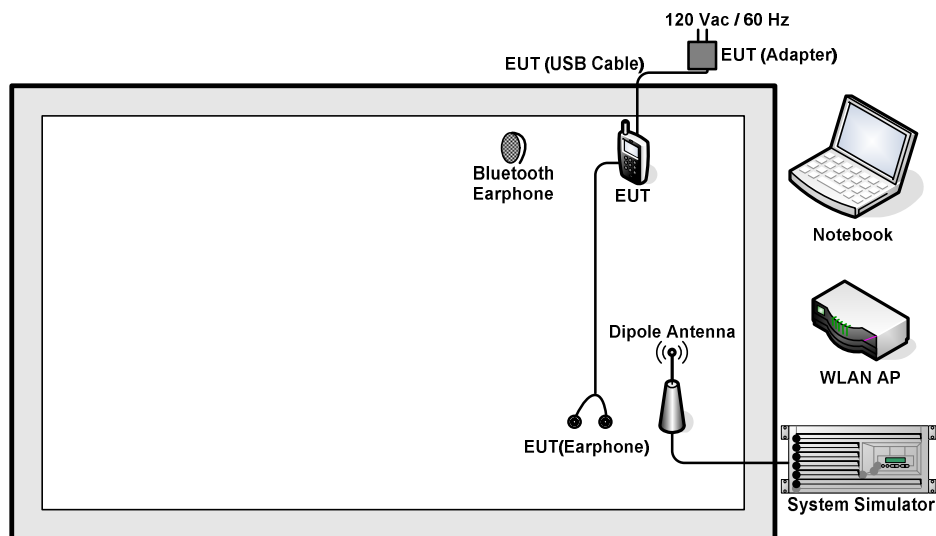 120 Vac / 60 Hz
EUT (USB Cable)
EUT (Adapter)
Bluetooth
Earphone
EUT
Notebook
Dipole Antenna
WLAN AP
EUT(Earphone)
System Simulator